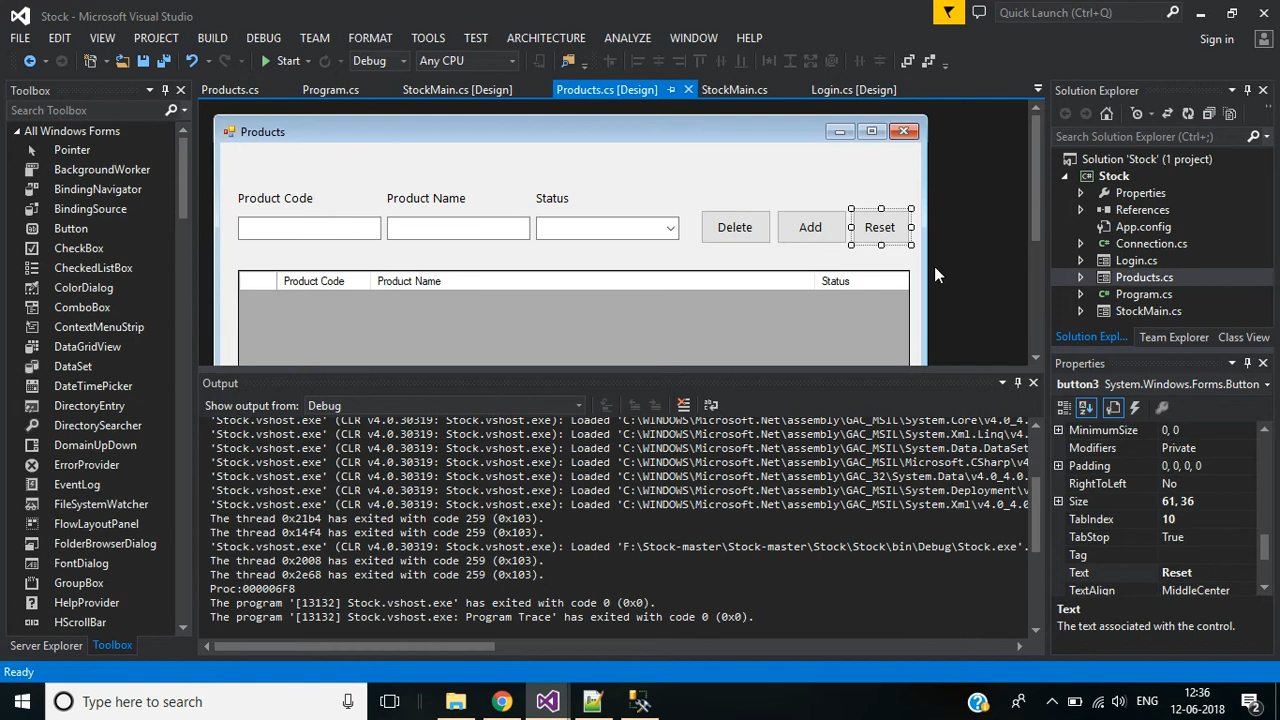 Stock - Microsoft Visual Studio
Quick Launch (Ctrl+Q)
FILE EDIT VIEW PROJECT BUILD DEBUG TEAM FORMAT TOOLS TEST ARCHITECTURE ANALYZE WINDOW HELP
Sign in
Start Debug Any CPU
Toolbox
Search Toolbox
All Windows Forms
Pointer
BackgroundWorker
BindingNavigator
BindingSource
Button
CheckBox
CheckedListBox
ColorDialog
ComboBox
ContextMenuStrip
DataGridView
DataSet
DateTimePicker
DirectoryEntry
DirectorySearcher
DomainUpDown
ErrorProvider
EventLog
FileSystemWatcher
FlowLayoutPanel
FolderBrowserDialog
FontDialog
GroupBox
HelpProvider
HScrollBar
Server Explorer Toolbox
Products.cs Program.cs StockMain.cs [Design] Products.cs [Design] StockMain.cs Login.cs [Design]
Products
Product Code Product Name Status
Delete Add Reset
Product Code Product Name Status
Output
Show output from: Debug
'Stock.vshost.exe' (CLR v4.0.30319: Stock.vshost.exe): Loaded 'C:\WINDOWS\Microsoft.Net\assembly\GAC_MSIL\System.Core\v4.0_4.
'Stock.vshost.exe' (CLR v4.0.30319: Stock.vshost.exe): Loaded 'C:\WINDOWS\Microsoft.Net\assembly\GAC_MSIL\System.Xml.Linq\v4.
'Stock.vshost.exe' (CLR v4.0.30319: Stock.vshost.exe): Loaded 'C:\WINDOWS\Microsoft.Net\assembly\GAC_MSIL\System.Data.DataSet
'Stock.vshost.exe' (CLR v4.0.30319: Stock.vshost.exe): Loaded 'C:\WINDOWS\Microsoft.Net\assembly\GAC_MSIL\Microsoft.CSharp\v4
'Stock.vshost.exe' (CLR v4.0.30319: Stock.vshost.exe): Loaded 'C:\WINDOWS\Microsoft.Net\assembly\GAC_32\System.Data\v4.0_4.0.
'Stock.vshost.exe' (CLR v4.0.30319: Stock.vshost.exe): Loaded 'C:\WINDOWS\Microsoft.Net\assembly\GAC_MSIL\System.Deployment\v
'Stock.vshost.exe' (CLR v4.0.30319: Stock.vshost.exe): Loaded 'C:\WINDOWS\Microsoft.Net\assembly\GAC_MSIL\System.Xml\v4.0_4.0
The thread 0x21b4 has exited with code 259 (0x103).
The thread 0x14f4 has exited with code 259 (0x103).
'Stock.vshost.exe' (CLR v4.0.30319: Stock.vshost.exe): Loaded 'F:\Stock-master\Stock-master\Stock\Stock\bin\Debug\Stock.exe'.
The thread 0x2008 has exited with code 259 (0x103).
The thread 0x2e68 has exited with code 259 (0x103).
Proc:000006F8
The program '[13132] Stock.vshost.exe' has exited with code 0 (0x0).
The program '[13132] Stock.vshost.exe: Program Trace' has exited with code 0 (0x0).
Solution Explorer
Search Solution Explorer (Ctrl+;)
Solution 'Stock' (1 project)
Stock
Properties
References
App.config
Connection.cs
Login.cs
Products.cs
Program.cs
StockMain.cs
Solution Expl... Team Explorer Class View
Properties
button3 System.Windows.Forms.Button
MinimumSize 0, 0
Modifiers Private
Padding 0, 0, 0, 0
RightToLeft No
Size 61, 36
TabIndex 10
TabStop True
Tag
Text Reset
TextAlign MiddleCenter
Text
The text associated with the control.
Ready
Type here to search
ENG
12:36
12-06-2018
2